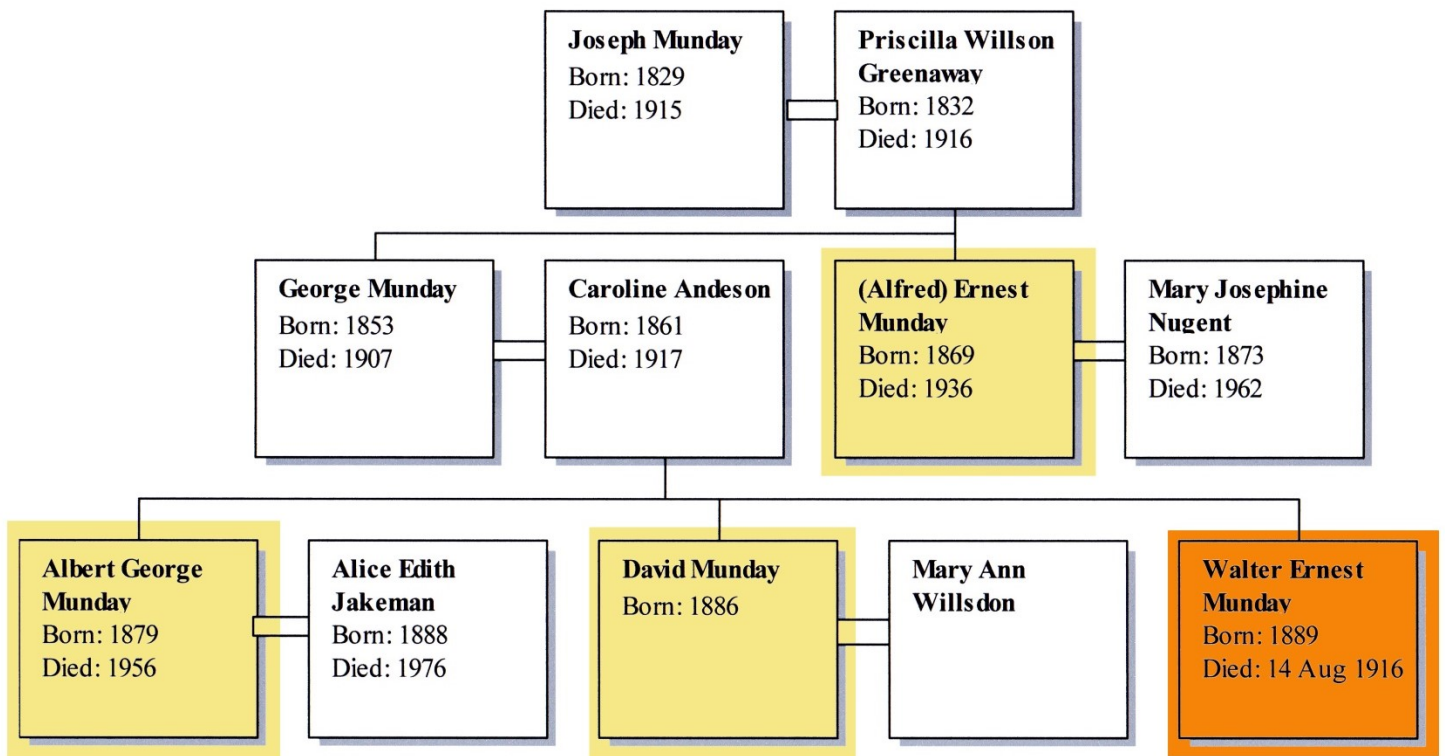 Joseph Munday
Born: 1829
Died: 1915
Priscilla Willson
Greenaway
Born: 1832
Died: 1916
George Munday
Born: 1853
Died: 1907
Caroline Andeson
Born: 1861
Died: 1917
(Alfred) Ernest
Munday
Born: 1869
Died: 1936
Mary Josephine
Nugent
Born: 1873
Died: 1962
Albert George
Munday
Born: 1879
Died: 1956
Alice Edith
Jakeman
Born: 1888
Died: 1976
David Munday
Born: 1886
Mary Ann
Willsdon
Walter Ernest
Munday
Born: 1889
Died: 14 Aug 1916